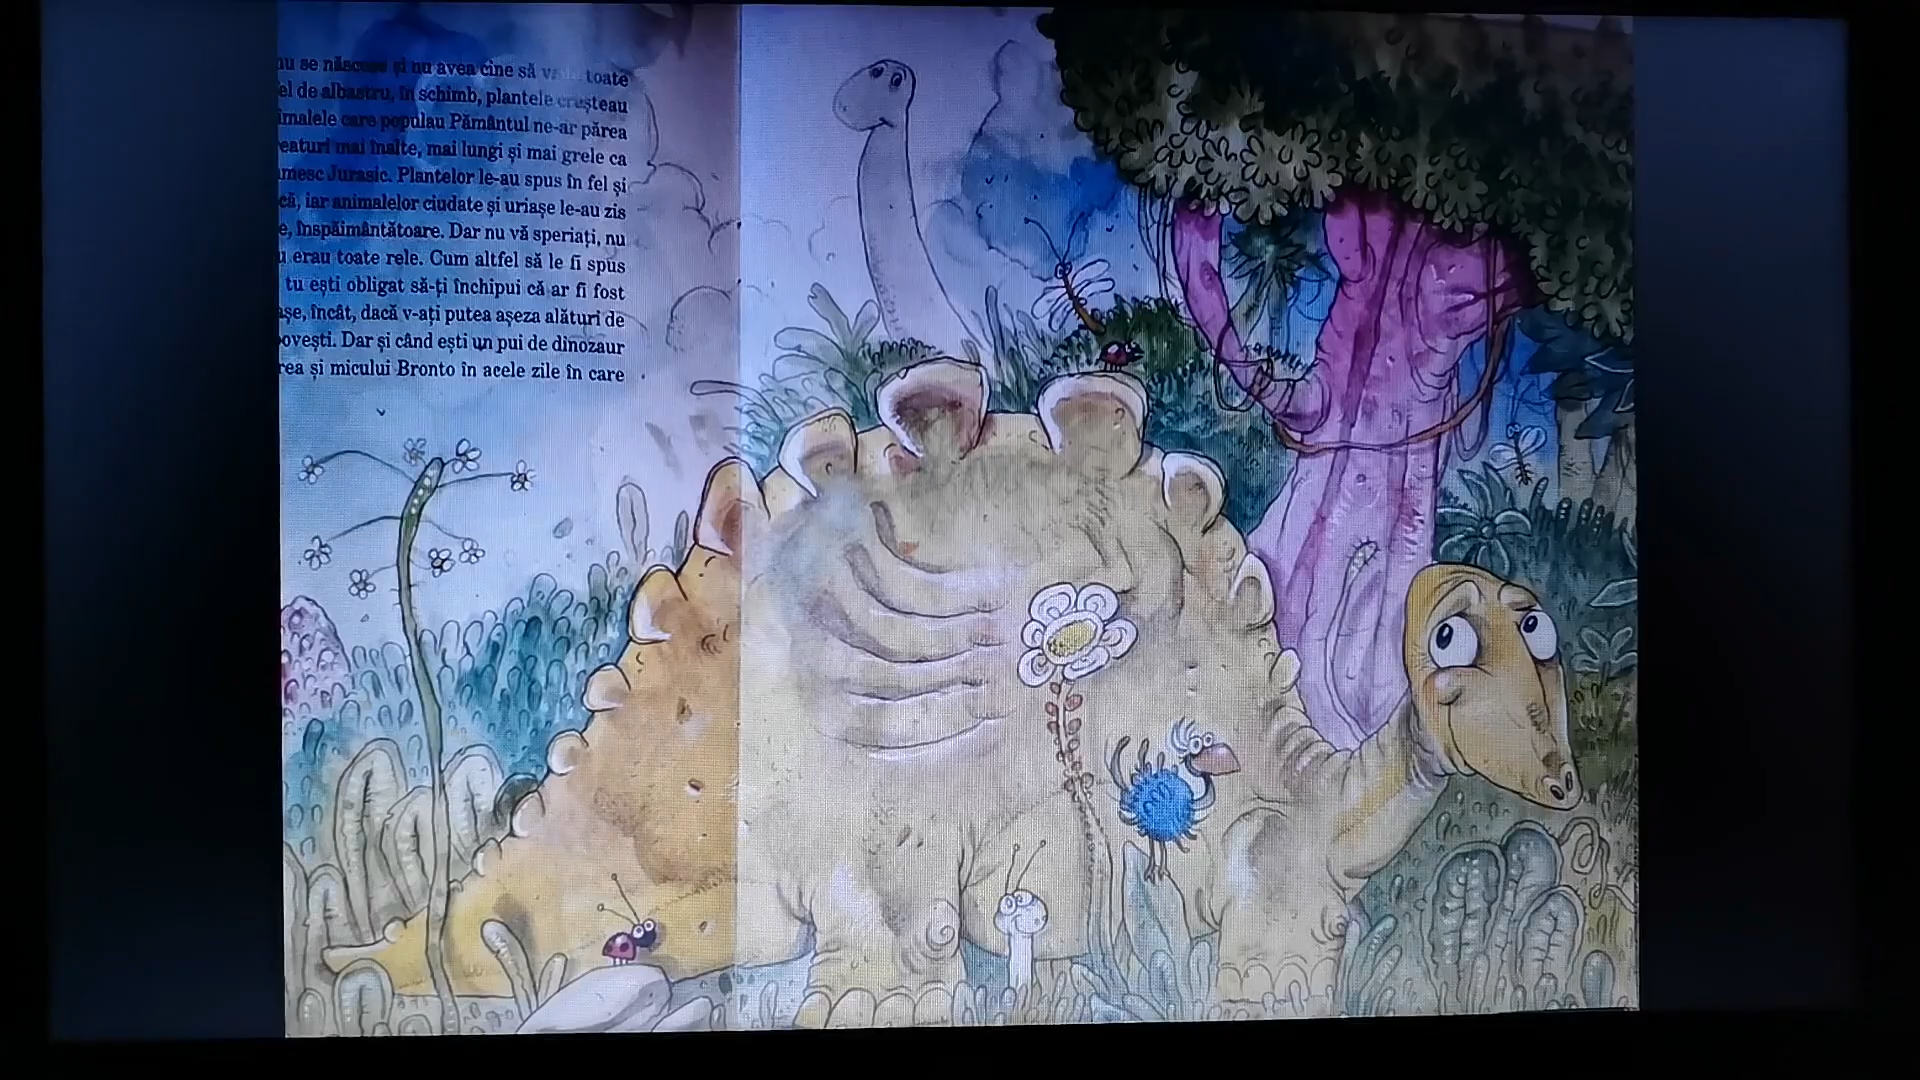 nu se născuse și nu avea cine să vadă toate
el de albastru, în schimb, plantele creșteau
imalele care populau Pământul ne-ar părea
eaturi mai înalte, mai lungi și mai grele ca
mesc Jurasic. Plantelor le-au spus în fel și
că, iar animalelor ciudate și uriașe le-au zis
e, înspăimântătoare. Dar nu vă speriați, nu
u erau toate rele. Cum altfel să le fi spus
tu ești obligat să-ți închipui că ar fi fost
așe, încât, dacă v-ați putea așeza alături de
ovești. Dar și când ești un pui de dinozaur
rea și micului Bronto în acele zile în care